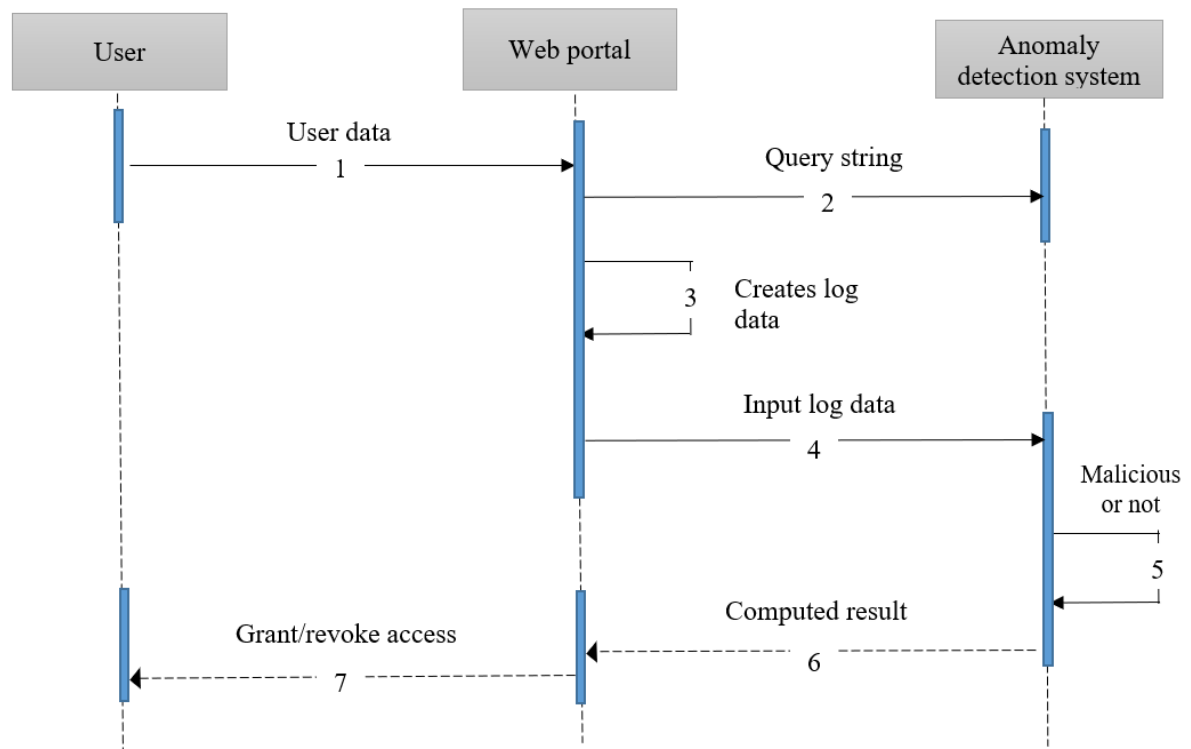 User
Web portal
Anomaly
detection system
User data
1
Query string
2
3
Creates log
data
Input log data
4
Malicious
or not
5
Computed result
6
Grant/revoke access
7